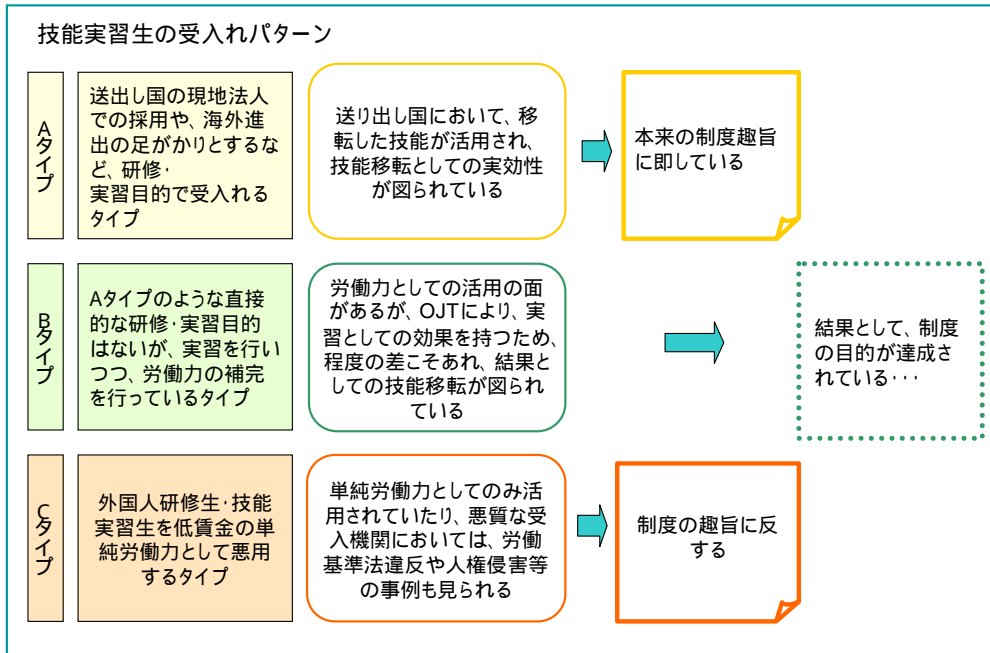 技能実習生の受入れパターン
Aタイプ
送出し国の現地法人
での採用や、海外進
出の足がかりとするな
ど、研修・
実習目的で受入れる
タイプ
送り出し国において、移
転した技能が活用され、
技能移転としての実効性
が図られている
本来の制度趣旨
に即している
Bタイプ
Aタイプのような直接
的な研修・実習目的
はないが、実習を行い
つつ、労働力の補完
を行っているタイプ
労働力としての活用の面
があるが、OJTにより、実
習としての効果を持つため、
程度の差こそあれ、結果と
しての技能移転が図られ
ている
結果として、制度
の目的が達成さ
れている・・・
Cタイプ
外国人研修生・技能
実習生を低賃金の単
純労働力として悪用
するタイプ
単純労働力としてのみ活
用されていたり、悪質な受
入機関においては、労働
基準法違反や人権侵害等
の事例も見られる
制度の趣旨に反
する